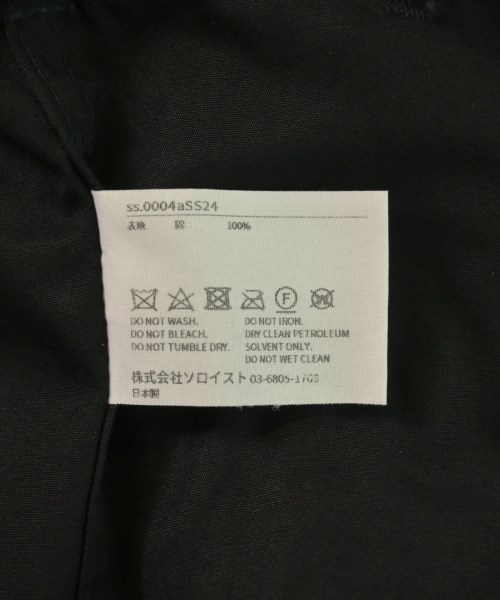 ss.0004aSS24
表地 綿 100%
DO NOT WASH. DO NOT IRON.
DO NOT BLEACH. DRY CLEAN PETROLEUM
DO NOT TUMBLE DRY. SOLVENT ONLY.
DO NOT WET CLEAN
株式会社ソロイスト 03-6805-1709
日本製